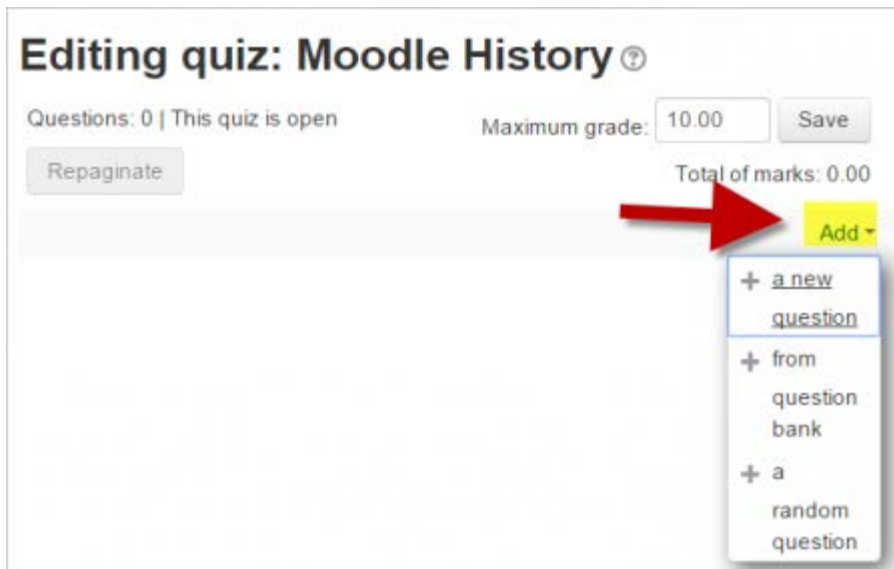 Editing quiz: Moodle History
Questions: 0 | This quiz is open
Maximum grade: 10.00 Save
Repaginate
Total of marks: 0.00
Add
a new
question
from
question
bank
a
random
question